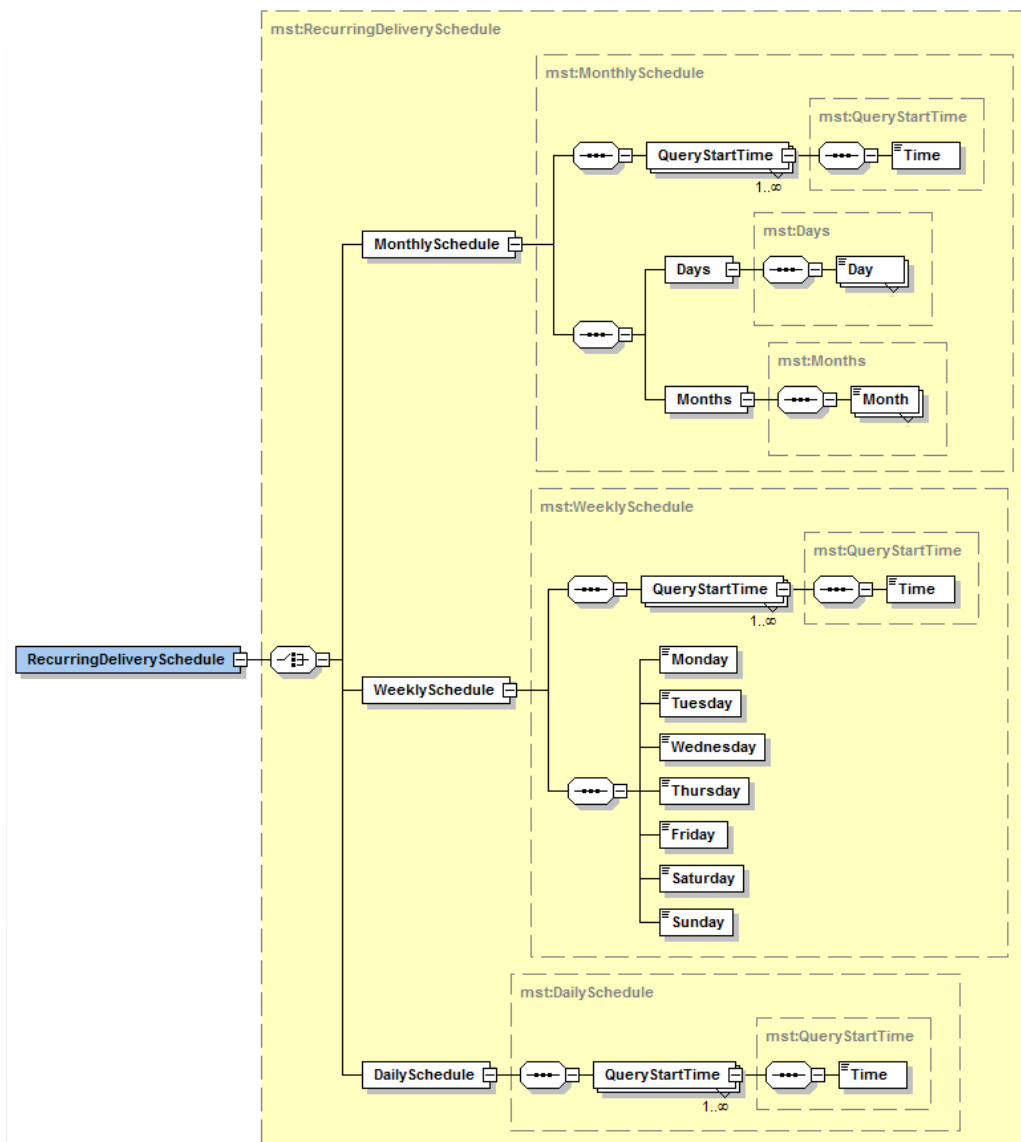 mst:RecurringDeliverySchedule
mst:MonthlySchedule
mst:QueryStartTime
QueryStartTime
Time
1..∞
mst:Days
MonthlySchedule
Days
Day
mst:Months
Months
Month
mst:WeeklySchedule
mst:QueryStartTime
QueryStartTime
Time
1..∞
RecurringDeliverySchedule
Monday
WeeklySchedule
Tuesday
Wednesday
Thursday
Friday
Saturday
Sunday
mst:DailySchedule
mst:QueryStartTime
DailySchedule
QueryStartTime
Time
1..∞